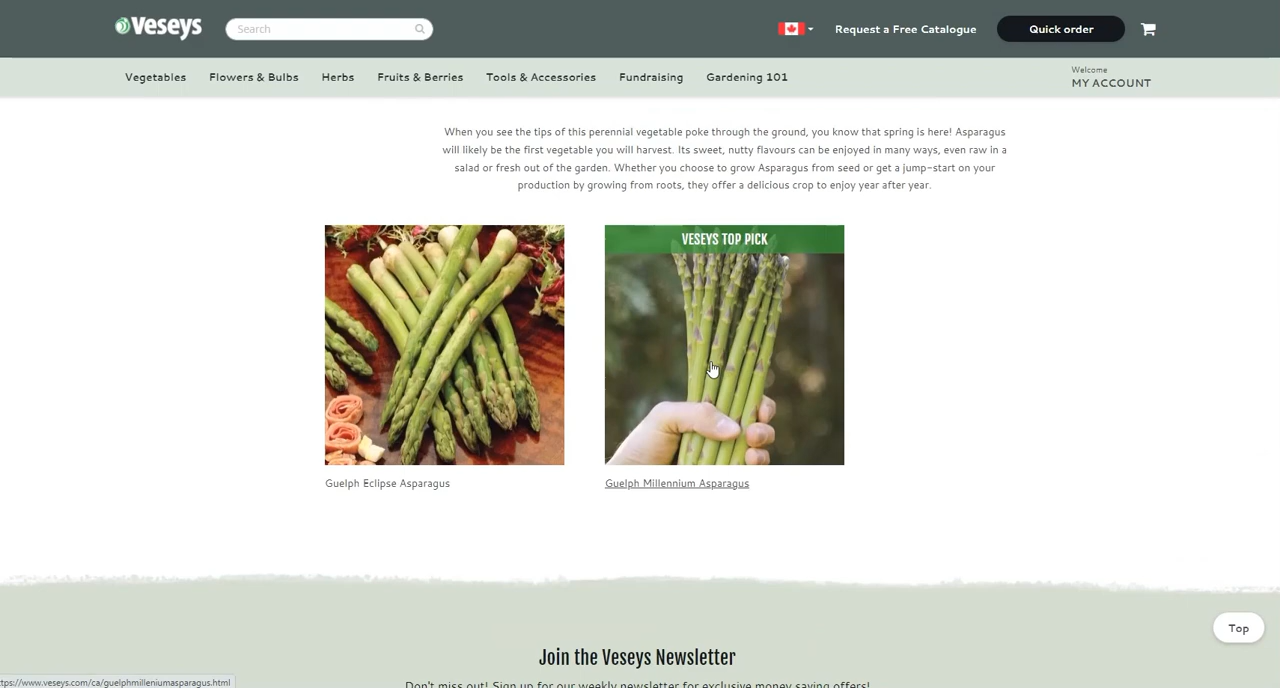 Veseys
Search
Request a Free Catalogue
Quick order
Vegetables
Flowers & Bulbs
Herbs
Fruits & Berries
Tools & Accessories
Fundraising
Gardening 101
Welcome
MY ACCOUNT
When you see the tips of this perennial vegetable poke through the ground, you know that spring is here! Asparagus
will likely be the first vegetable you will harvest. Its sweet, nutty flavours can be enjoyed in many ways, even raw in a
salad or fresh out of the garden. Whether you choose to grow Asparagus from seed or get a jump-start on your
production by growing from roots, they offer a delicious crop to enjoy year after year.
VESEYS TOP PICK
Guelph Eclipse Asparagus
Guelph Millennium Asparagus
Top
Join the Veseys Newsletter
Don't miss out! Sign up for our weekly newsletter for exclusive money saving offers!
ttps://www.veseys.com/ca/guelphmilleniumasparagus.html